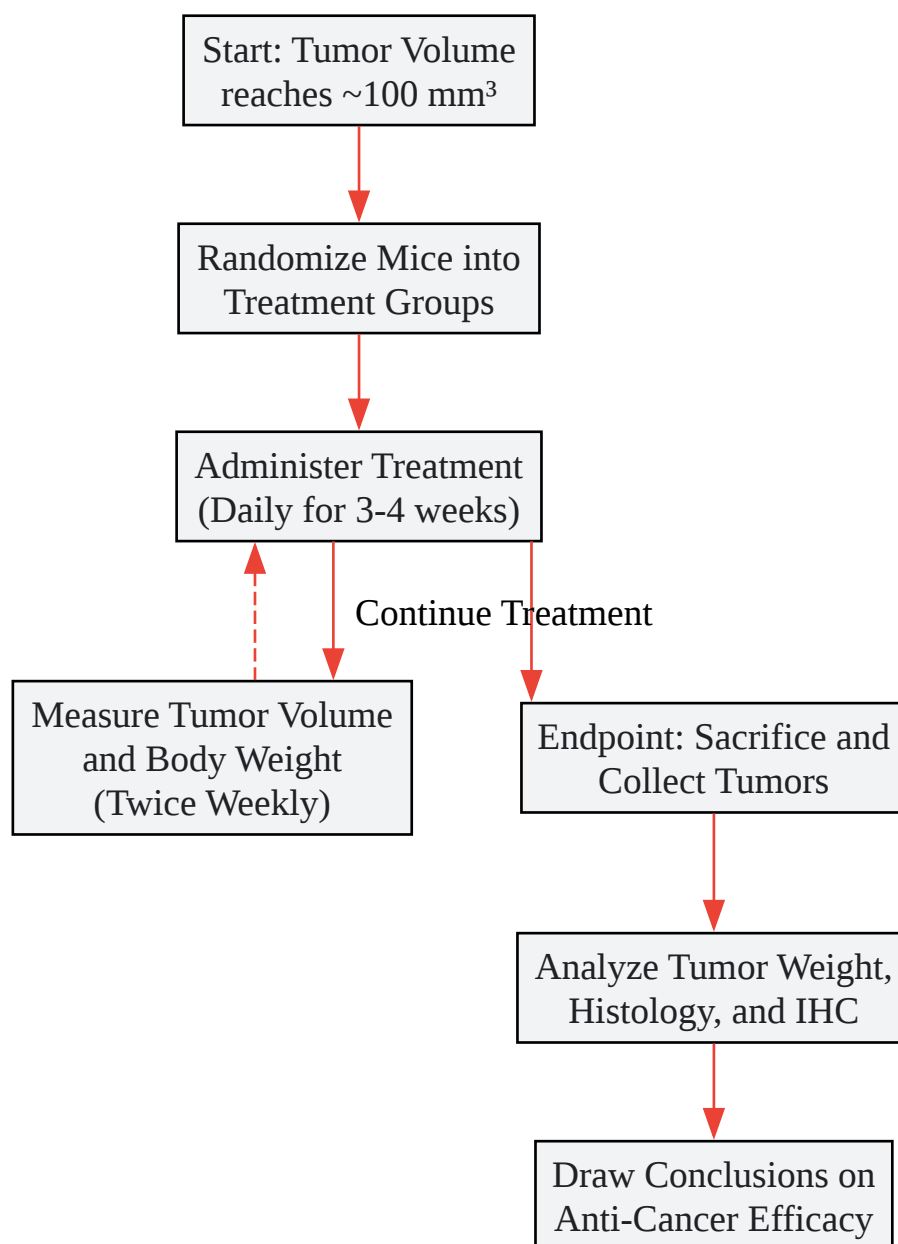 Start: Tumor Volume
reaches ~100 mm³
Randomize Mice into
Treatment Groups
Administer Treatment
(Daily for 3-4 weeks)
Continue Treatment
Measure Tumor Volume
and Body Weight
(Twice Weekly)
Endpoint: Sacrifice and
Collect Tumors
Analyze Tumor Weight,
Histology, and IHC
Draw Conclusions on
Anti-Cancer Efficacy